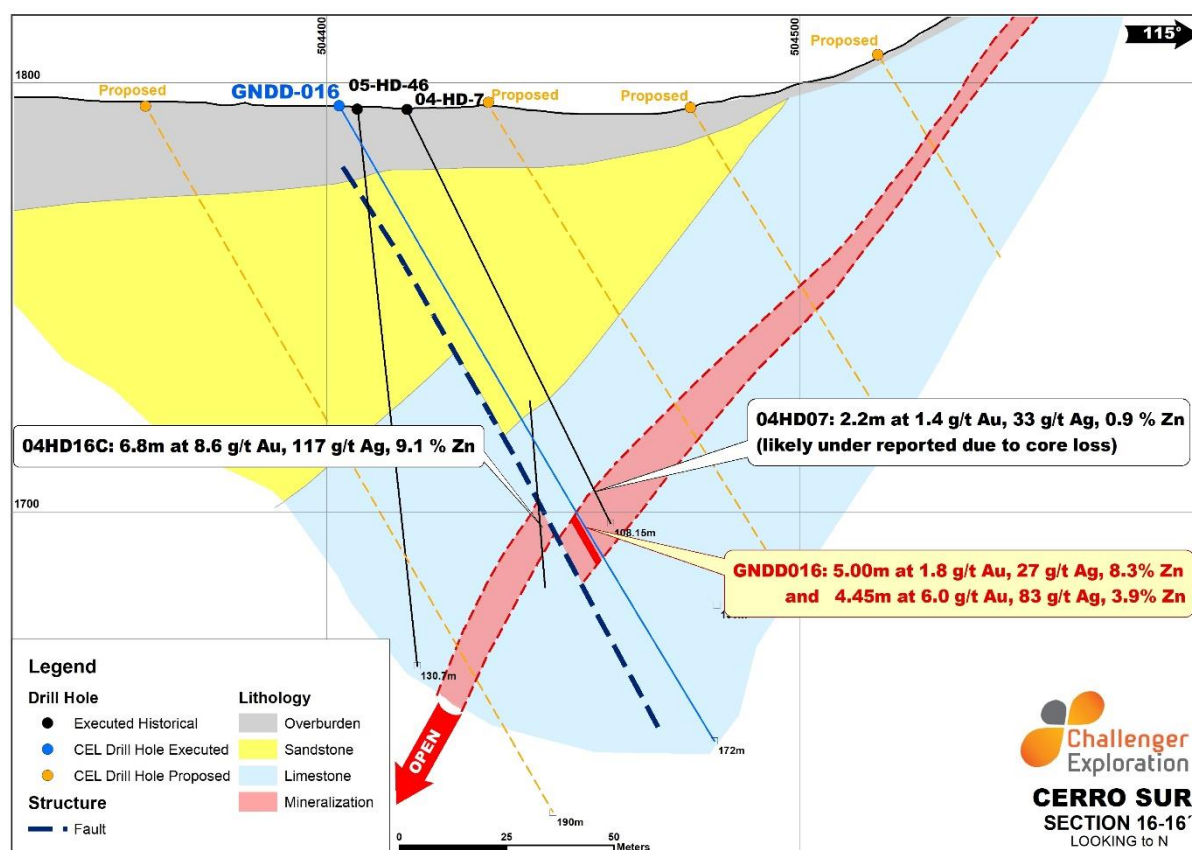 504400
504500
115°
1800
Proposed
GNDD-016
05-HD-46
04-HD-7
Proposed
Proposed
Proposed
04HD16C: 6.8m at 8.6 g/t Au, 117 g/t Ag, 9.1 % Zn
04HD07: 2.2m at 1.4 g/t Au, 33 g/t Ag, 0.9 % Zn
(likely under reported due to core loss)
1700
108.15m
GNDD016: 5.00m at 1.8 g/t Au, 27 g/t Ag, 8.3% Zn
and 4.45m at 6.0 g/t Au, 83 g/t Ag, 3.9% Zn
130.7m
OPEN
172m
190m
Legend
Drill Hole
Executed Historical
CEL Drill Hole Executed
CEL Drill Hole Proposed
Structure
Fault
Lithology
Overburden
Sandstone
Limestone
Mineralization
0 25 50
Meters
Challenger
Exploration
CERRO SUR
SECTION 16-16´
LOOKING to N